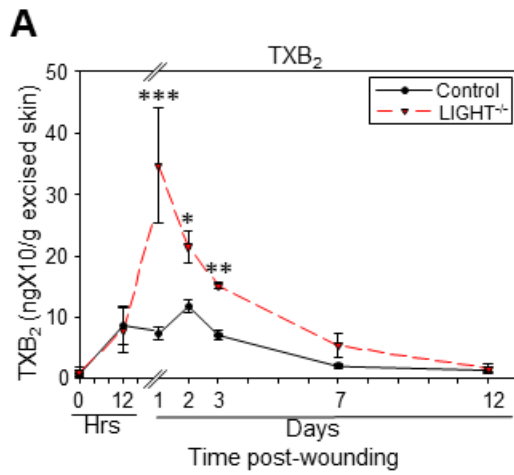 A
TXB₂
50
40
30
20
10
0
TXB₂ (ngX10/g excised skin)
Control
LIGHT⁻/⁻
***
*
**
0 12 1 2 3 7 12
Hrs Days
Time post-wounding